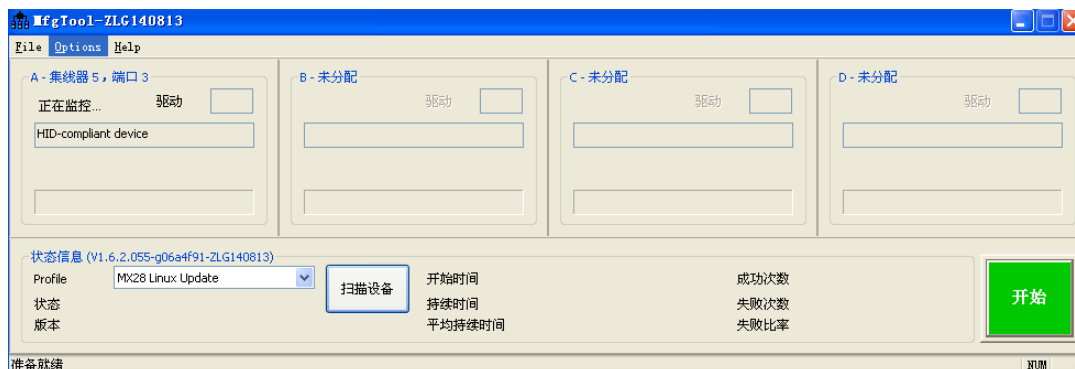 MfgTool-ZLG140813
File Options Help
A - 集线器 5，端口 3
正在监控... 驱动
HID-compliant device
B - 未分配
驱动
C - 未分配
驱动
D - 未分配
驱动
状态信息 (V1.6.2.055-g06a4f91-ZLG140813)
Profile MX28 Linux Update
状态
版本
扫描设备
开始时间
持续时间
平均持续时间
成功次数
失败次数
失败比率
开始
准备就绪 NUM